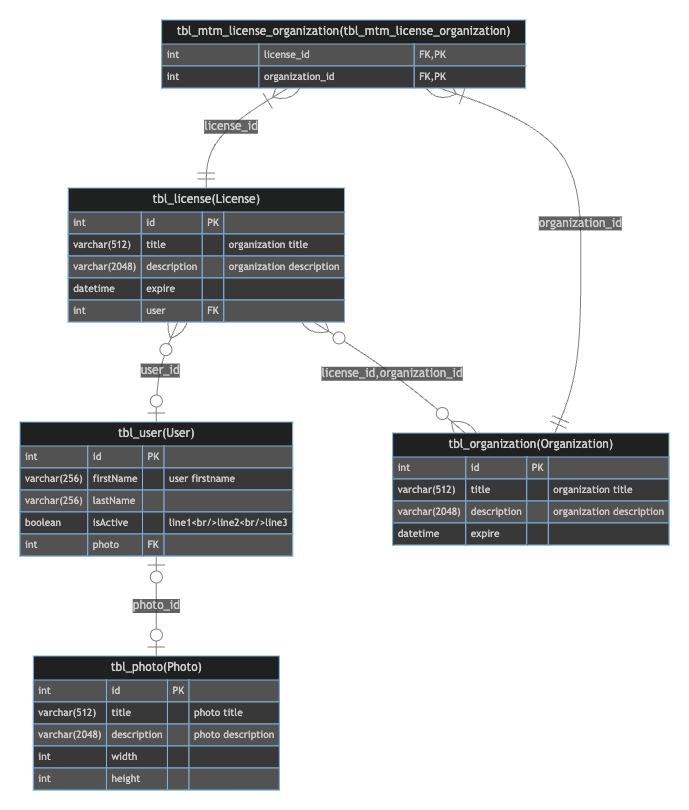 tbl_mtm_license_organization(tbl_mtm_license_organization)
int license_id FK,PK
int organization_id FK,PK
license_id
organization_id
tbl_license(License)
int id PK
varchar(512) title organization title
varchar(2048) description organization description
datetime expire
int user FK
user_id
license_id,organization_id
tbl_user(User)
int id PK
varchar(256) firstName user firstname
varchar(256) lastName
boolean isActive line1<br/>line2<br/>line3
int photo FK
tbl_organization(Organization)
int id PK
varchar(512) title organization title
varchar(2048) description organization description
datetime expire
photo_id
tbl_photo(Photo)
int id PK
varchar(512) title photo title
varchar(2048) description photo description
int width
int height